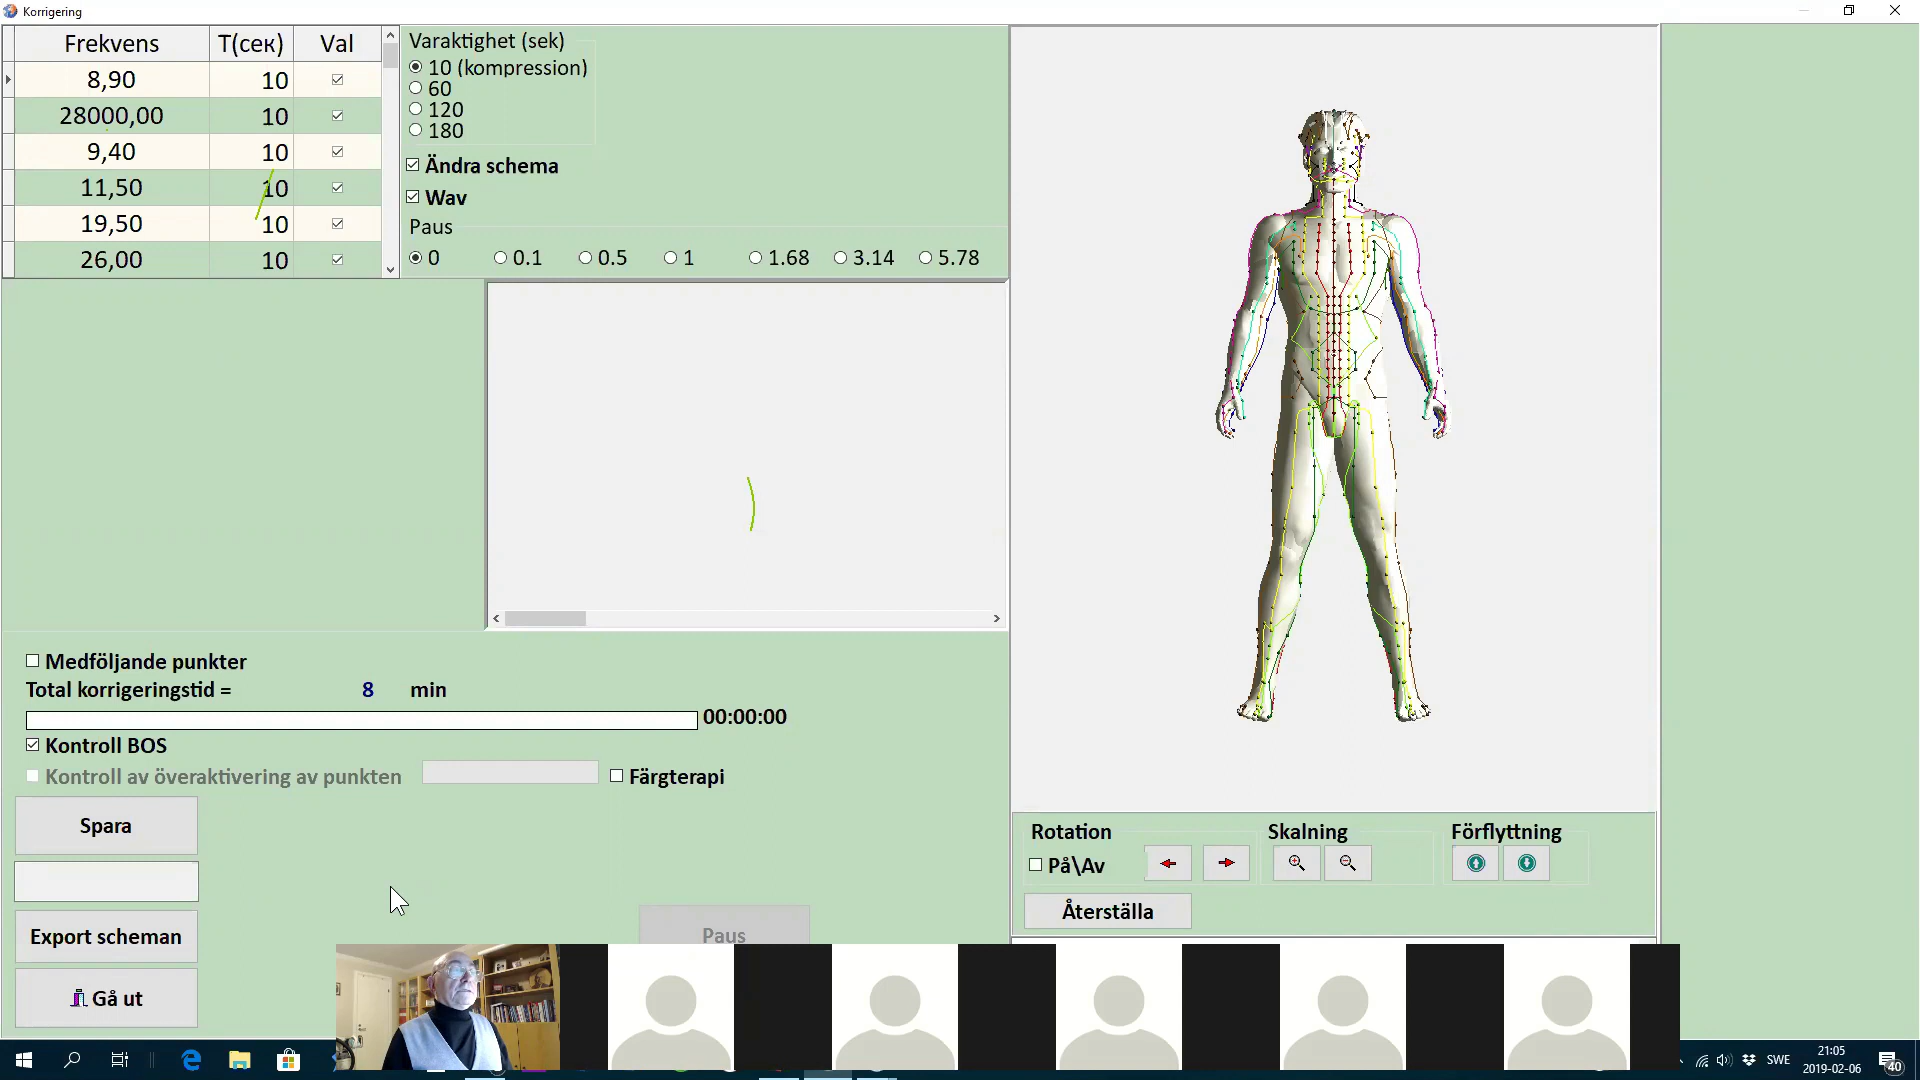 Korrigering
Frekvens T(сек) Val
8,90 10
28000,00 10
9,40 10
11,50 10
19,50 10
26,00 10
Varaktighet (sek)
10 (kompression)
60
120
180
Ändra schema
Wav
Paus
0 0.1 0.5 1 1.68 3.14 5.78
Medföljande punkter
Total korrigeringstid = 8 min
00:00:00
Kontroll BOS
Kontroll av överaktivering av punkten
Färgterapi
Spara
Export scheman
Gå ut
Paus
Rotation
På\Av
Skalning
Förflyttning
Återställa
SWE
21:05
2019-02-06
40